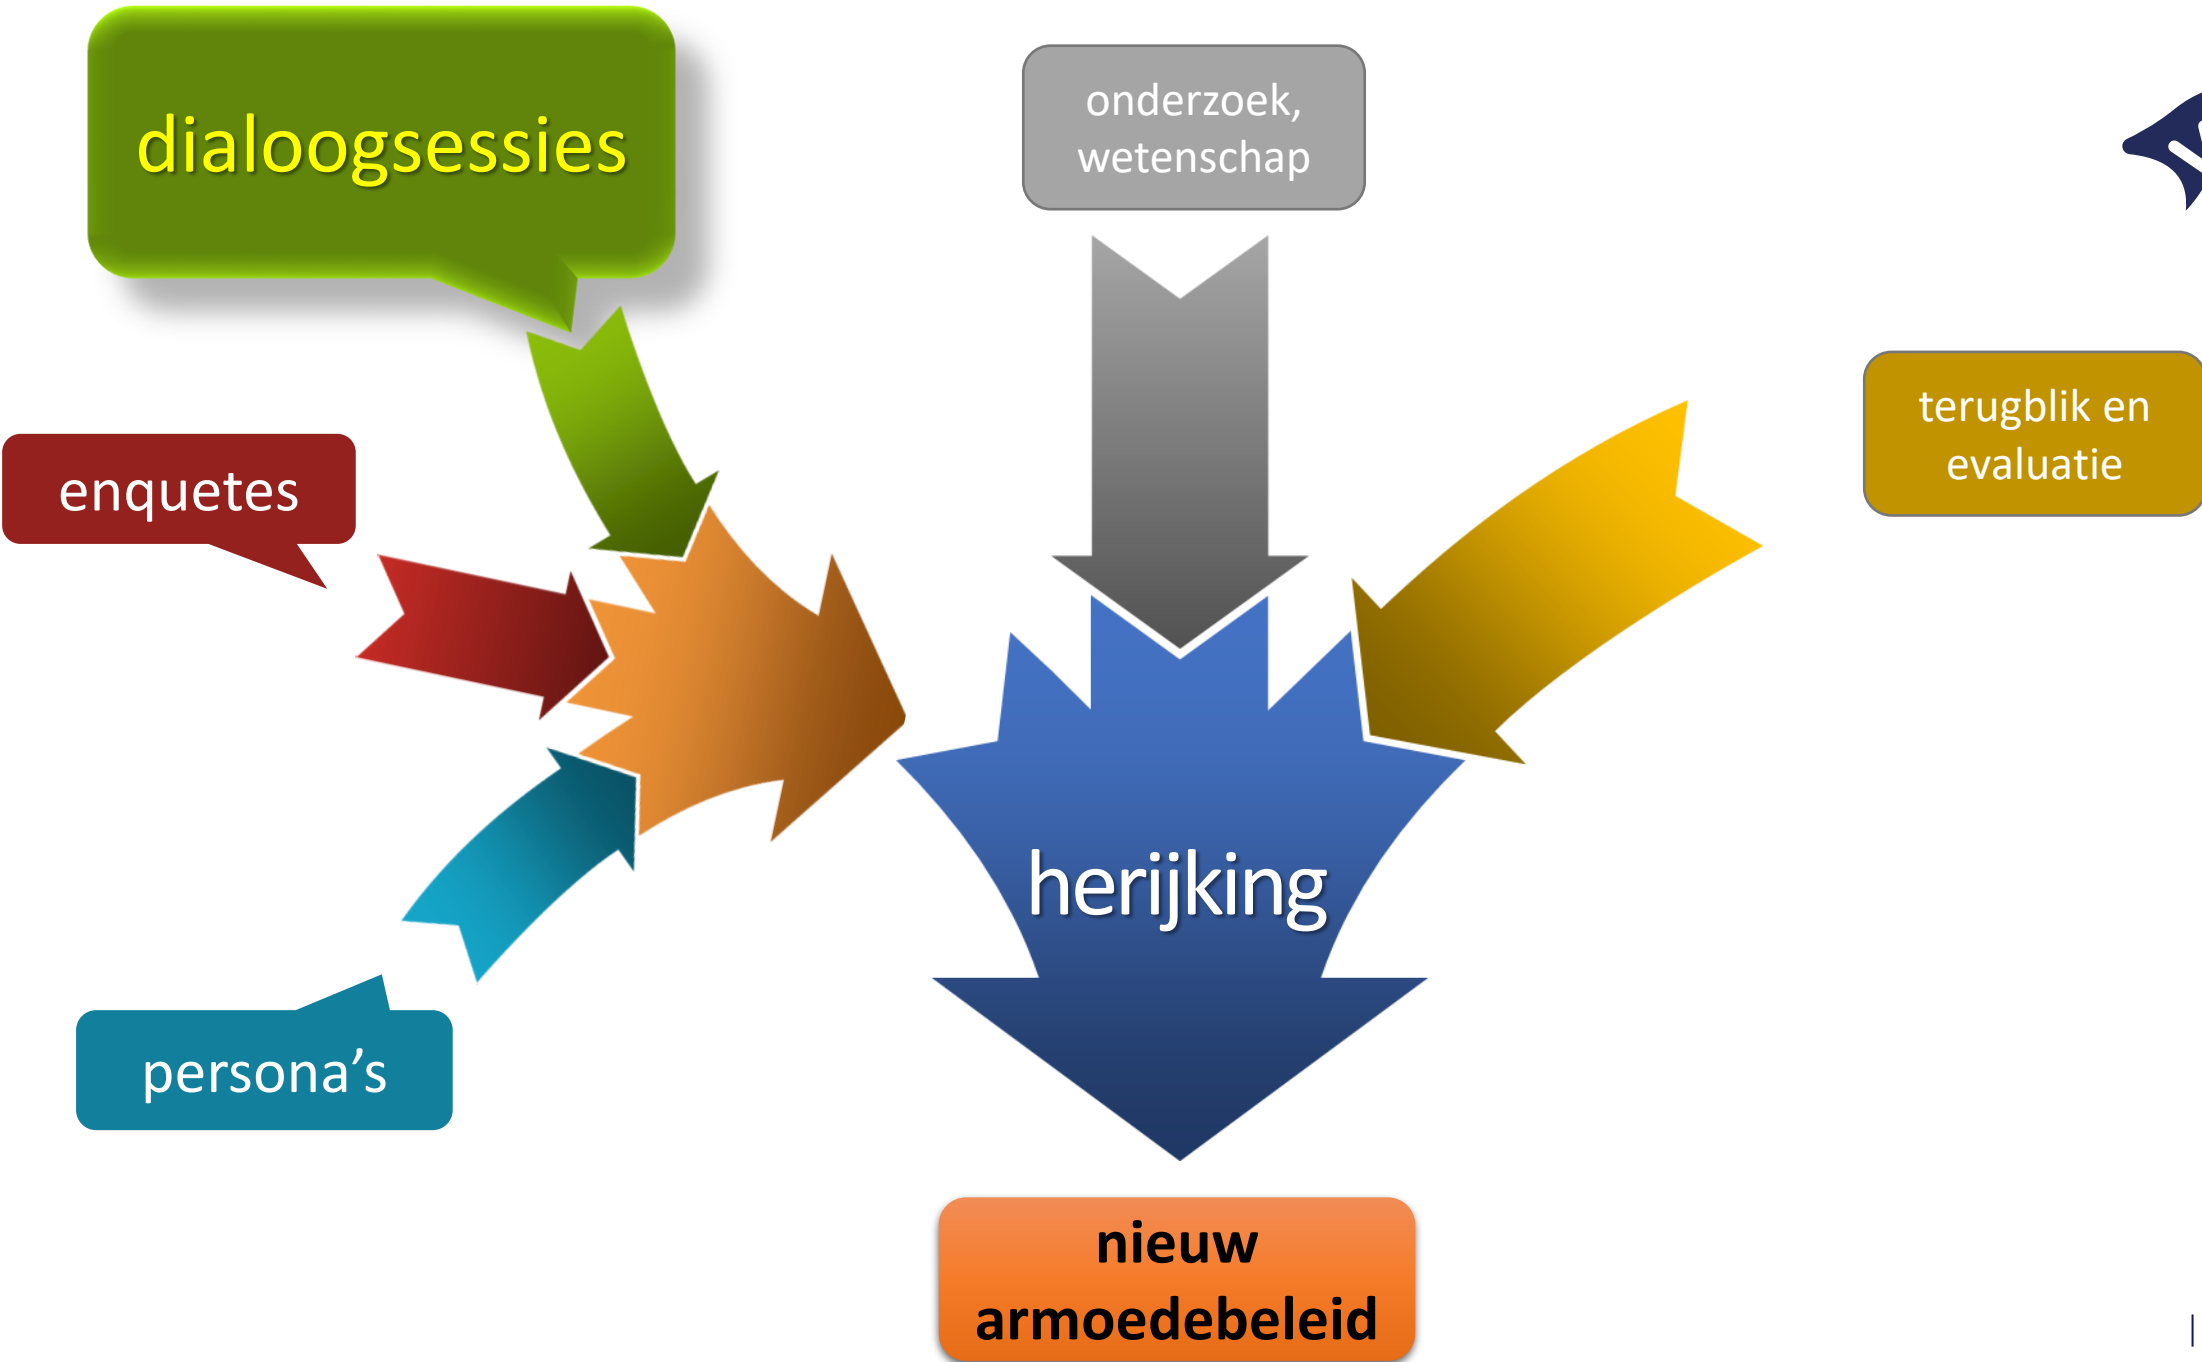 dialoogsessies
onderzoek,
wetenschap
terugblik en
evaluatie
enquetes
herijking
persona’s
nieuw
armoedebeleid